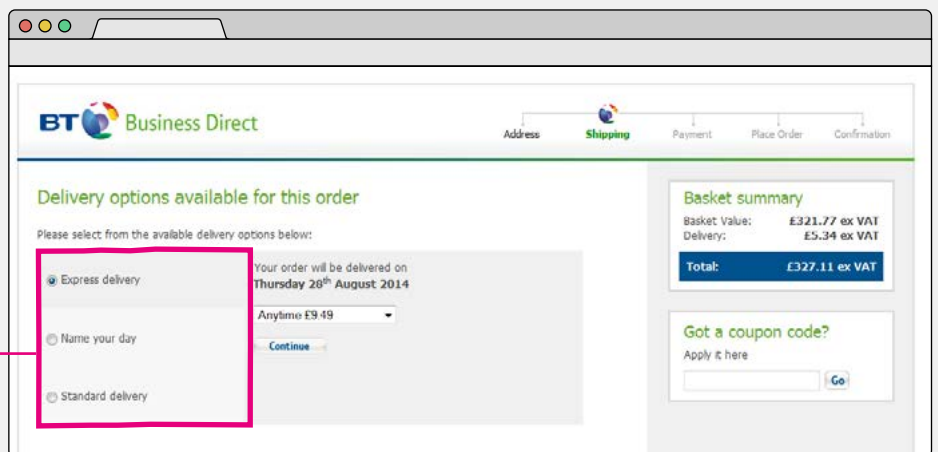 BT Business Direct
Address
Shipping
Payment
Place Order
Confirmation
Delivery options available for this order
Please select from the available delivery options below:
Express delivery
Name your day
Standard delivery
Your order will be delivered on
Thursday 28th August 2014
Anytime £9.49
Continue
Basket summary
Basket Value: £321.77 ex VAT
Delivery: £5.34 ex VAT
Total: £327.11 ex VAT
Got a coupon code?
Apply it here
Go